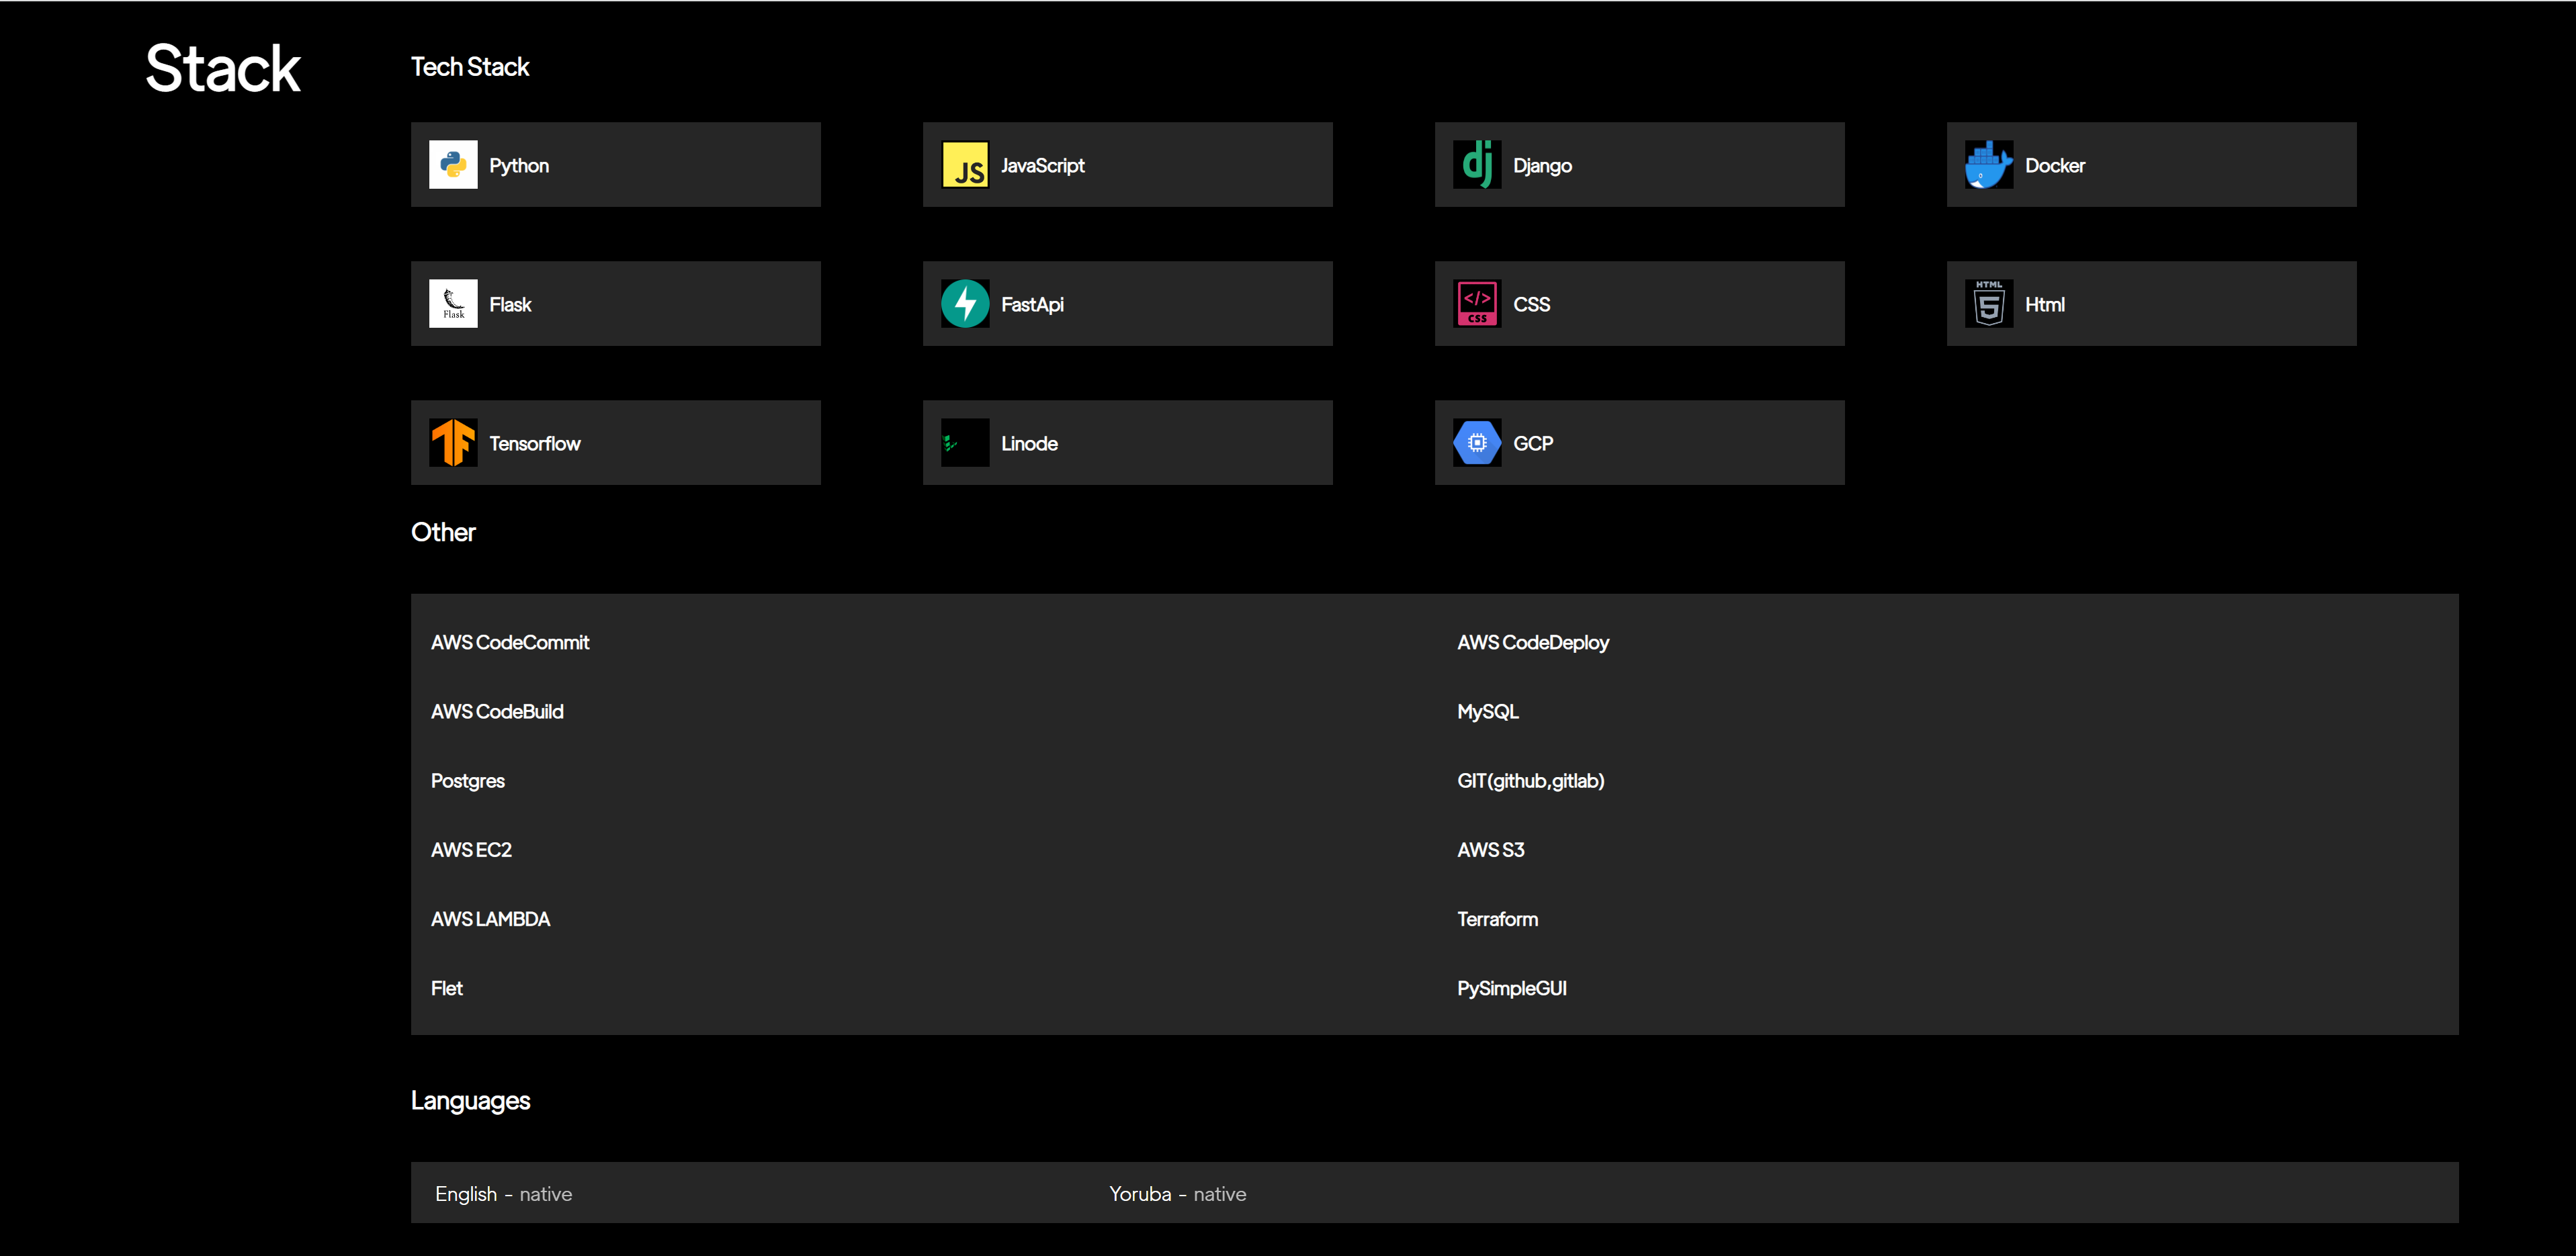 Stack
Tech Stack
Python
JS JavaScript
dj Django
Docker
Flask Flask
FastApi
</> CSS CSS
HTML 5 Html
TF Tensorflow
Linode
GCP
Other
AWS CodeCommit
AWS CodeDeploy
AWS CodeBuild
MySQL
Postgres
GIT(github,gitlab)
AWS EC2
AWS S3
AWS LAMBDA
Terraform
Flet
PySimpleGUI
Languages
English - native
Yoruba - native